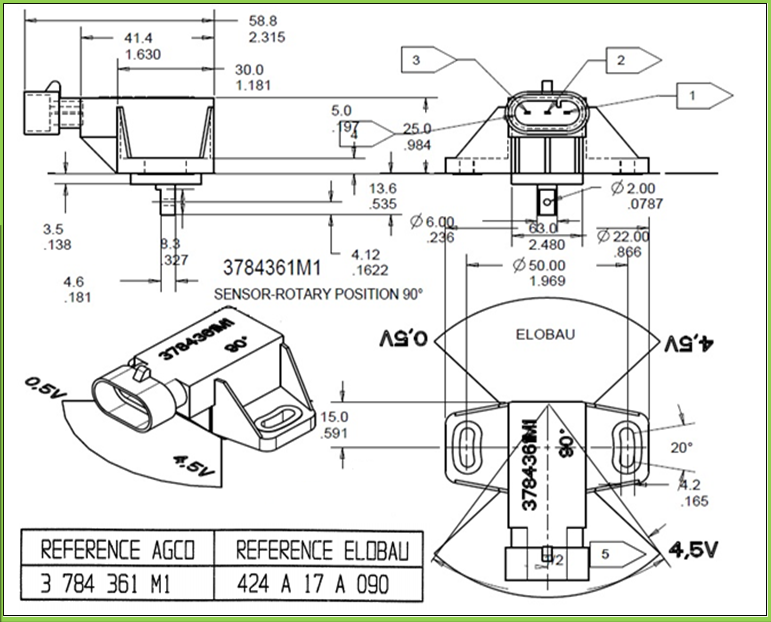 58.8
2.315
41.4
1.630
30.0
1.181
3
2
1
5.0
.197
4
25.0
.984
13.6
.535
Ø 2.00
.0787
Ø 6.00
.236
63.0
2.480
Ø 22.00
.866
3.5
.138
8.3
.327
4.12
.1622
Ø 50.00
1.969
4.6
.181
3784361M1
SENSOR-ROTARY POSITION 90°
3784361M1
90°
0,5V
4,5V
0,5V
ELOBAU
4,5V
15.0
.591
3784361M1
90°
20°
4.2
.165
5
4,5V
REFERENCE AGCO
REFERENCE ELOBAU
3 784 361 M1
424 A 17 A 090